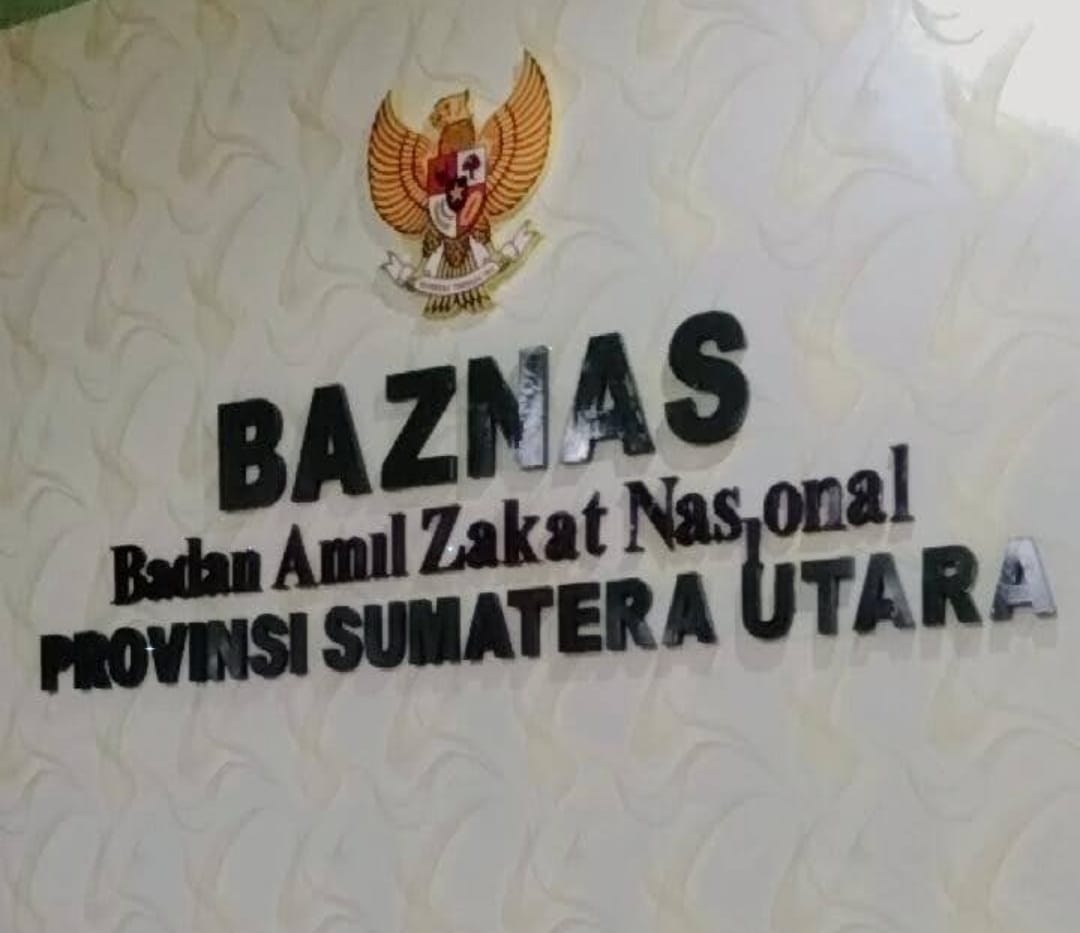 BAZNAS
Badan Amil Zakat Nasional
PROVINSI SUMATERA UTARA